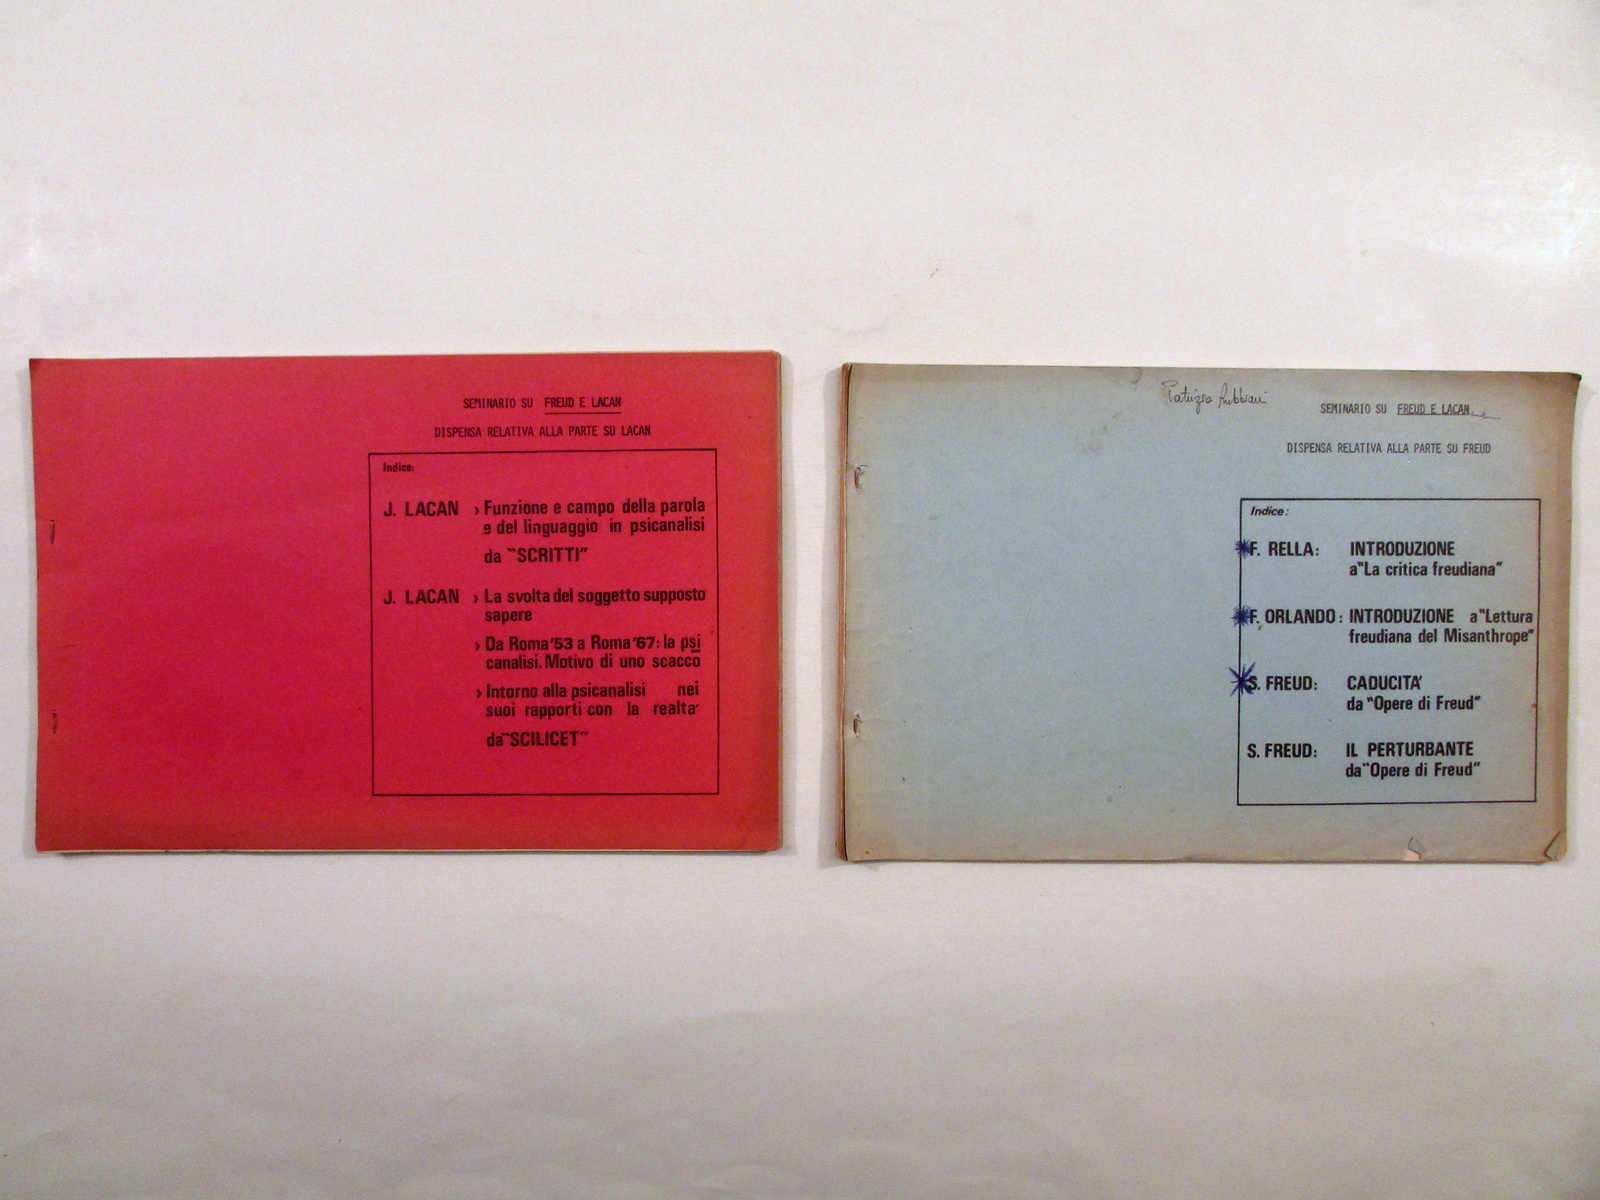 SEMINARIO SU FREUD E LACAN
DISPENSA RELATIVA ALLA PARTE SU LACAN
Indice:
J. LACAN › Funzione e campo della parola
e del linguaggio in psicanalisi
da "SCRITTI"
J. LACAN › La svolta del soggetto supposto
sapere
› Da Roma '53 a Roma '67: la psi
canalisi. Motivo di uno scacco
› Intorno alla psicanalisi nei
suoi rapporti con la realta'
da "SCILICET"
Patrizia
SEMINARIO SU FREUD E LACAN
DISPENSA RELATIVA ALLA PARTE SU FREUD
Indice:
F. RELLA: INTRODUZIONE
a "La critica freudiana"
F. ORLANDO: INTRODUZIONE a "Lettura
freudiana del Misanthrope"
S. FREUD: CADUCITA'
da "Opere di Freud"
S. FREUD: IL PERTURBANTE
da "Opere di Freud"